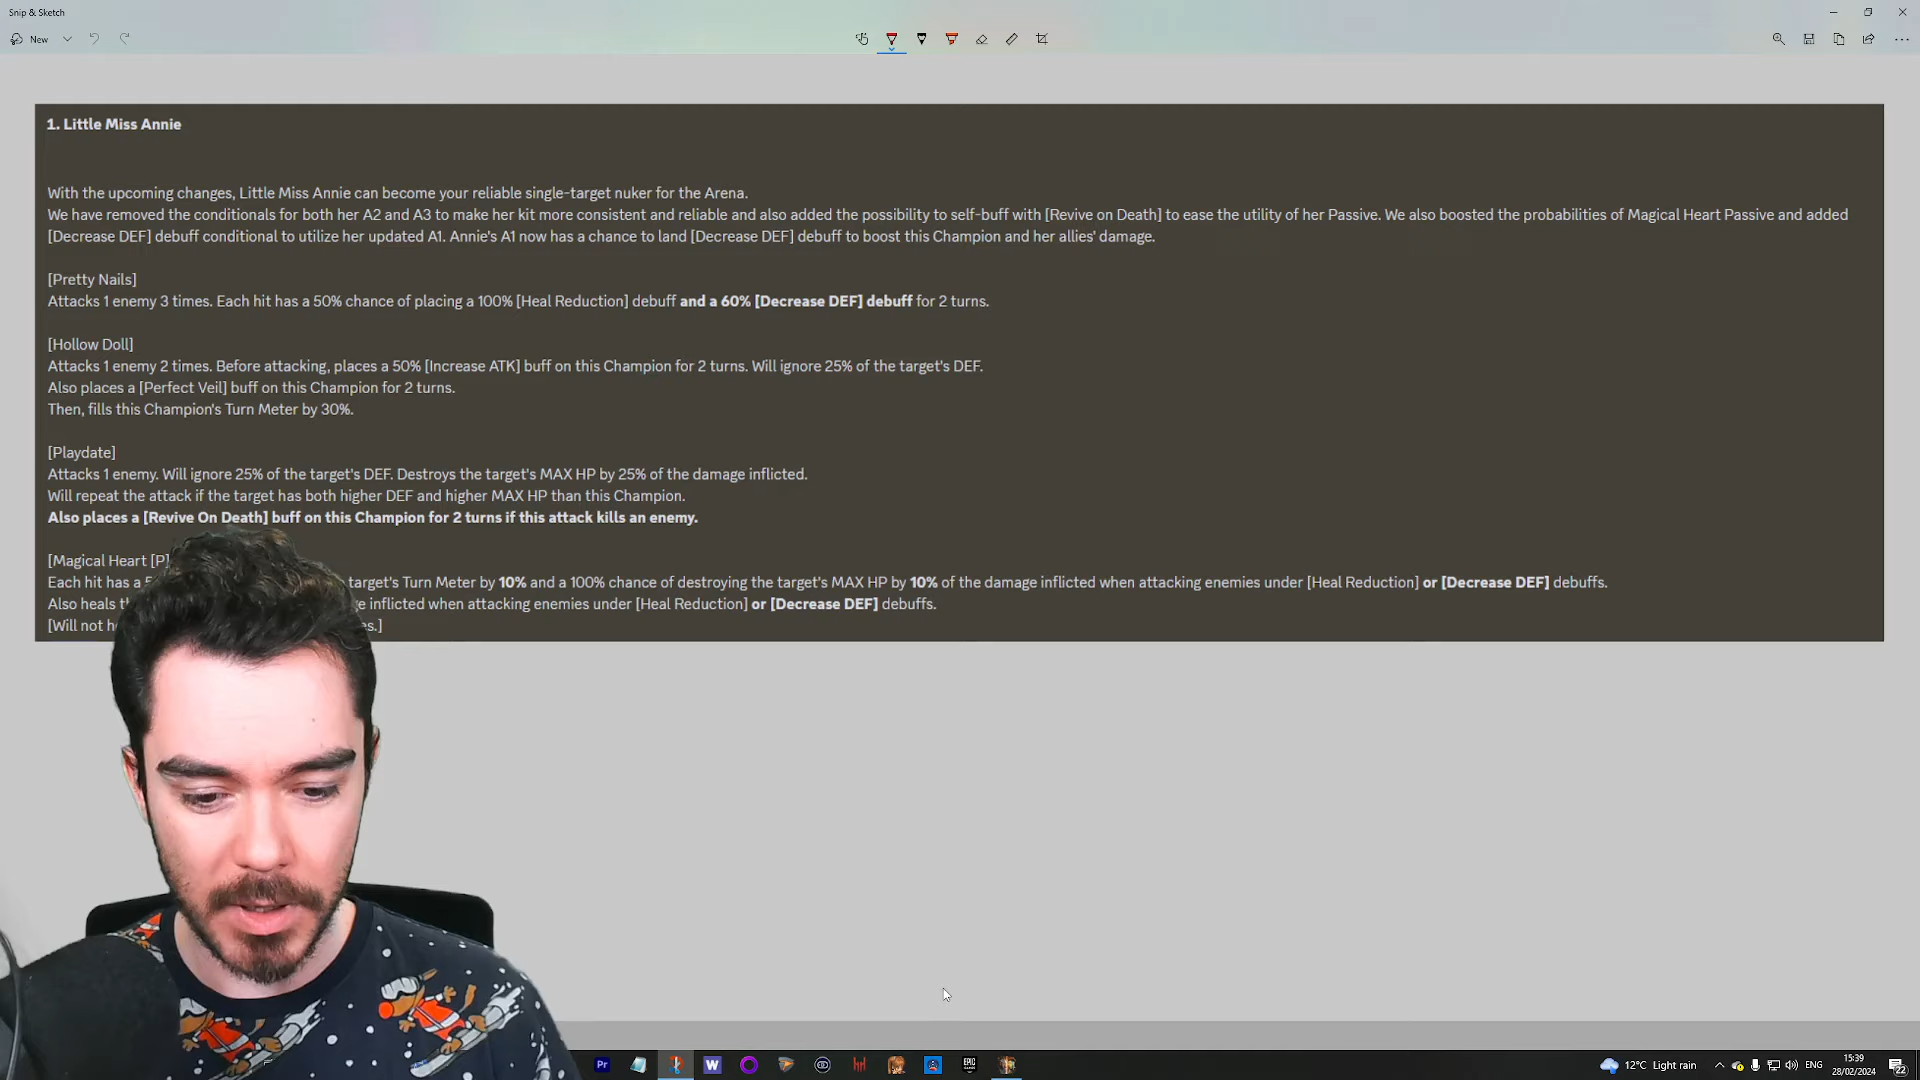 Snip & Sketch
New
1. Little Miss Annie
With the upcoming changes, Little Miss Annie can become your reliable single-target nuker for the Arena.
We have removed the conditionals for both her A2 and A3 to make her kit more consistent and reliable and also added the possibility to self-buff with [Revive on Death] to ease the utility of her Passive. We also boosted the probabilities of Magical Heart Passive and added
[Decrease DEF] debuff conditional to utilize her updated A1. Annie's A1 now has a chance to land [Decrease DEF] debuff to boost this Champion and her allies' damage.
[Pretty Nails]
Attacks 1 enemy 3 times. Each hit has a 50% chance of placing a 100% [Heal Reduction] debuff and a 60% [Decrease DEF] debuff for 2 turns.
[Hollow Doll]
Attacks 1 enemy 2 times. Before attacking, places a 50% [Increase ATK] buff on this Champion for 2 turns. Will ignore 25% of the target's DEF.
Also places a [Perfect Veil] buff on this Champion for 2 turns.
Then, fills this Champion's Turn Meter by 30%.
[Playdate]
Attacks 1 enemy. Will ignore 25% of the target's DEF. Destroys the target's MAX HP by 25% of the damage inflicted.
Will repeat the attack if the target has both higher DEF and higher MAX HP than this Champion.
Also places a [Revive On Death] buff on this Champion for 2 turns if this attack kills an enemy.
[Magical Heart [P]
Each hit has a target's Turn Meter by 10% and a 100% chance of destroying the target's MAX HP by 10% of the damage inflicted when attacking enemies under [Heal Reduction] or [Decrease DEF] debuffs.
Also heals inflicted when attacking enemies under [Heal Reduction] or [Decrease DEF] debuffs.
[Will not
Pr
W
EPIC
12°C Light rain
ENG
15:39
28/02/2024
22